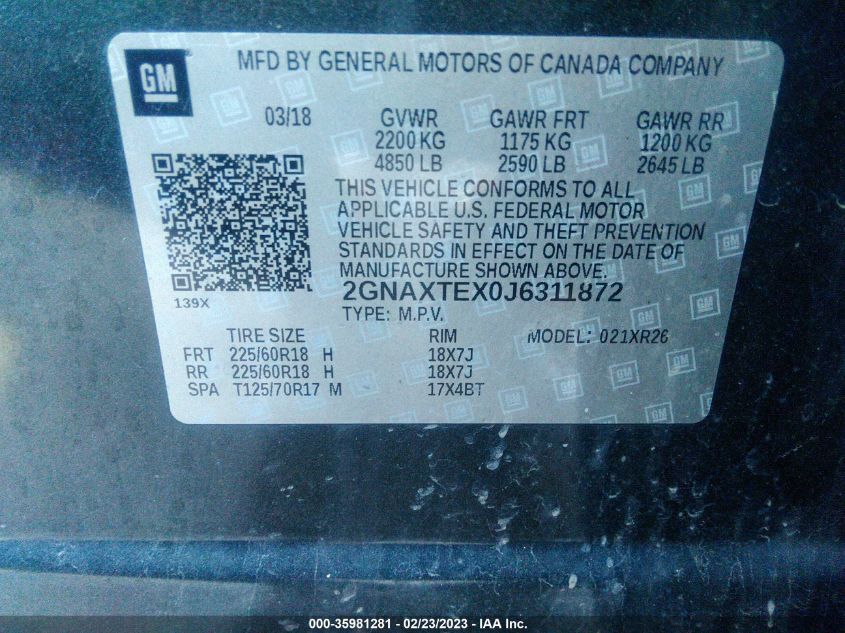 GM
MFD BY GENERAL MOTORS OF CANADA COMPANY
03/18 GVWR GAWR FRT GAWR RR
2200 KG 1175 KG 1200 KG
4850 LB 2590 LB 2645 LB
THIS VEHICLE CONFORMS TO ALL
APPLICABLE U.S. FEDERAL MOTOR
VEHICLE SAFETY AND THEFT PREVENTION
STANDARDS IN EFFECT ON THE DATE OF
MANUFACTURE SHOWN ABOVE.
139X 2GNAXTEX0J6311872
TYPE: M.P.V.
TIRE SIZE RIM MODEL: 021XR26
FRT 225/60R18 H 18X7J
RR 225/60R18 H 18X7J
SPA T125/70R17 M 17X4BT
000-35981281 - 02/23/2023 - IAA Inc.